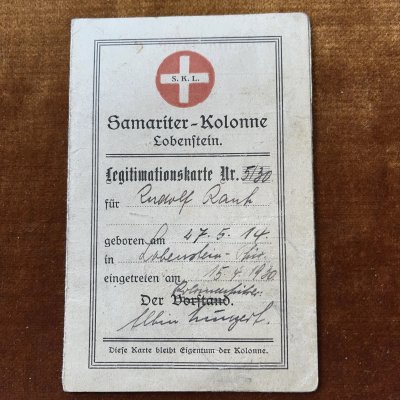 S. K. L.
Samariter-Kolonne
Lobenstein.
Legitimationskarte Nr. 5/30
für Rudolf
geboren am 27. 5. 14.
in Lobenstein
eingetreten am 15. 4. 1930
Der Vorstand.
Albin
Diese Karte bleibt Eigentum der Kolonne.